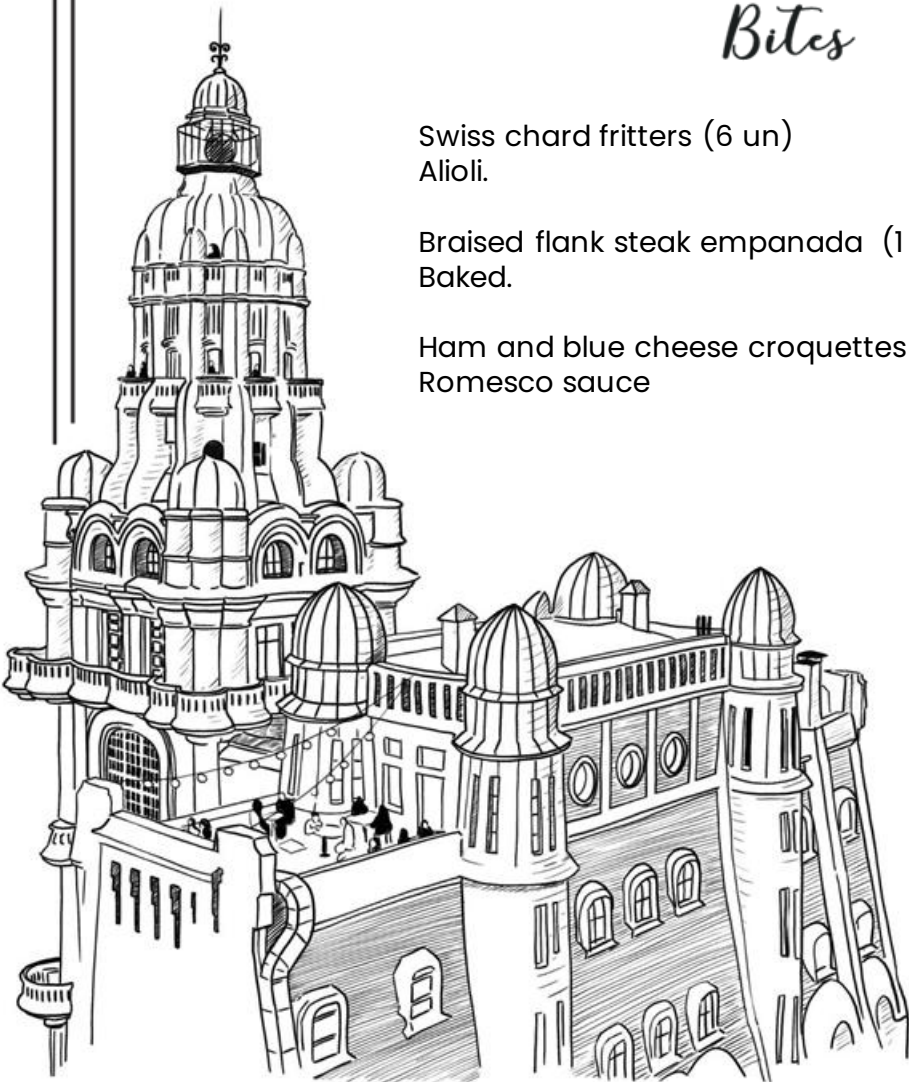 Bites
Swiss chard fritters (6 un)
Alioli.
Braised flank steak empanada (1
Baked.
Ham and blue cheese croquettes
Romesco sauce